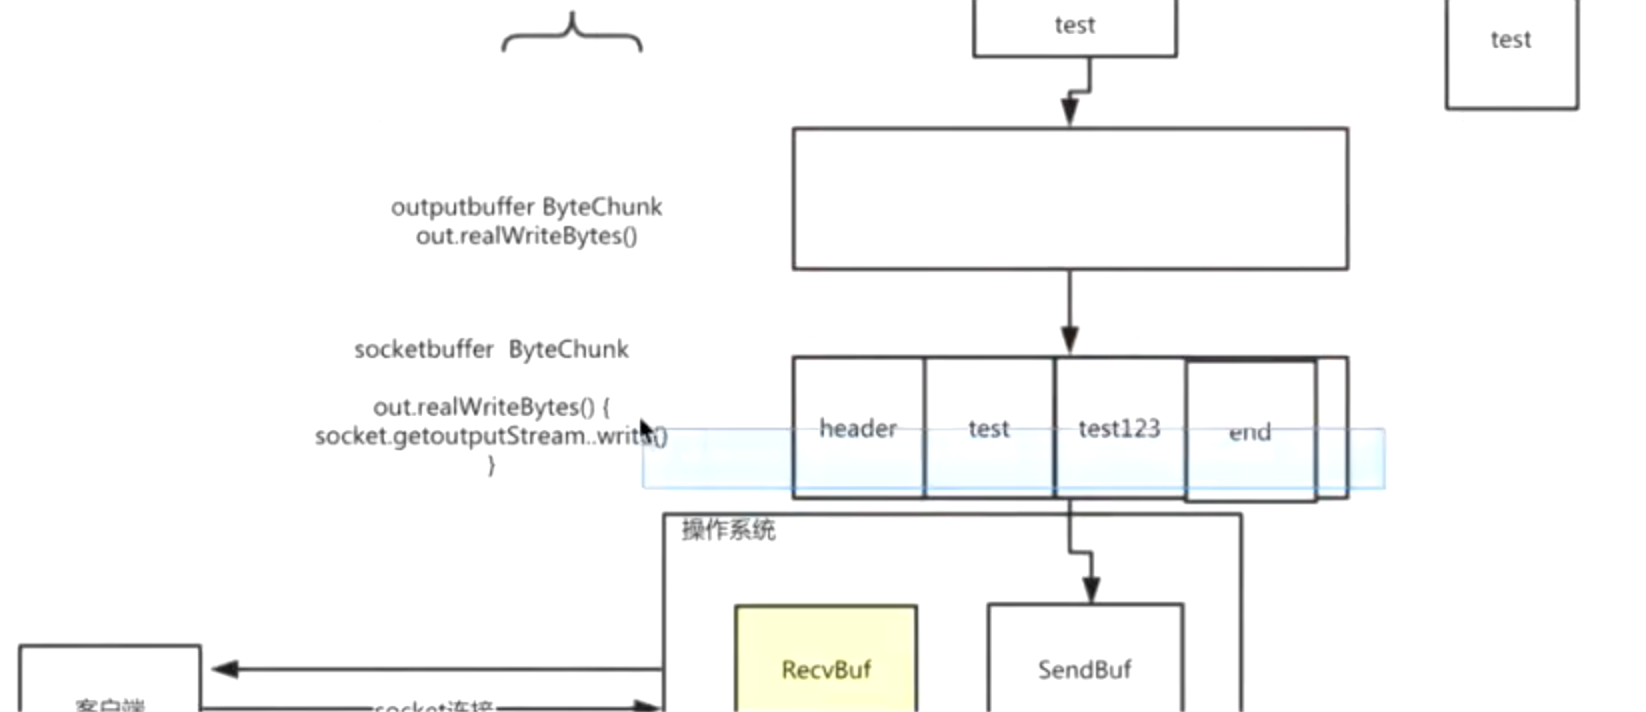 test
test
outputbuffer ByteChunk
out.realWriteBytes()
socketbuffer  ByteChunk
out.realWriteBytes() {
socket.getoutputStream..write()
}
header
test
test123
end
操作系统
RecvBuf
SendBuf
客户端
socket连接